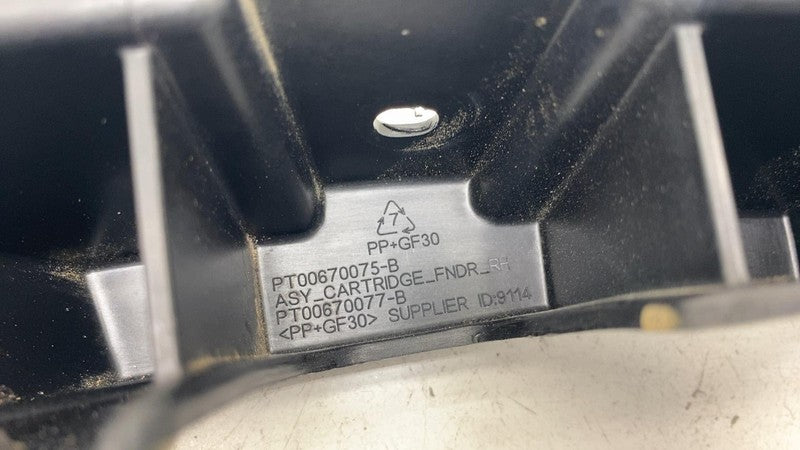 7
PP+GF30
PT00670075-B
ASY_CARTRIDGE_FNDR_RH
PT00670077-B
<PP+GF30> SUPPLIER ID:9114